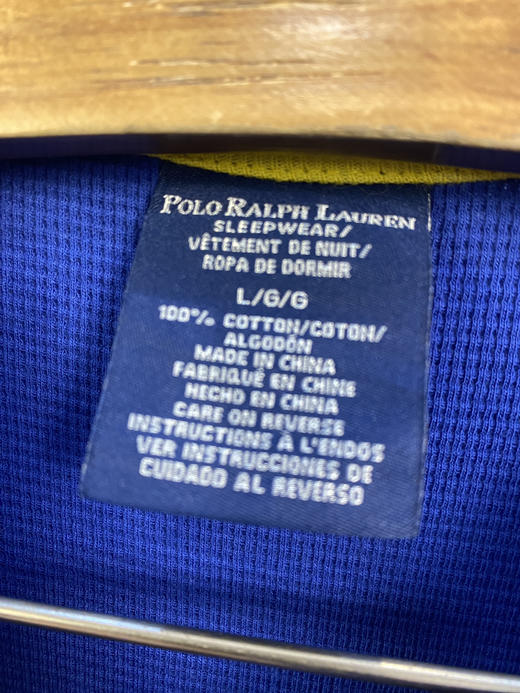 POLO RALPH LAUREN
SLEEPWEAR/
VÊTEMENT DE NUIT/
ROPA DE DORMIR
L/G/G
100% COTTON/COTON/
ALGODÓN
MADE IN CHINA
FABRIQUÉ EN CHINE
HECHO EN CHINA
CARE ON REVERSE
INSTRUCTIONS À L'ENDOS
VER INSTRUCCIONES DE
CUIDADO AL REVERSO